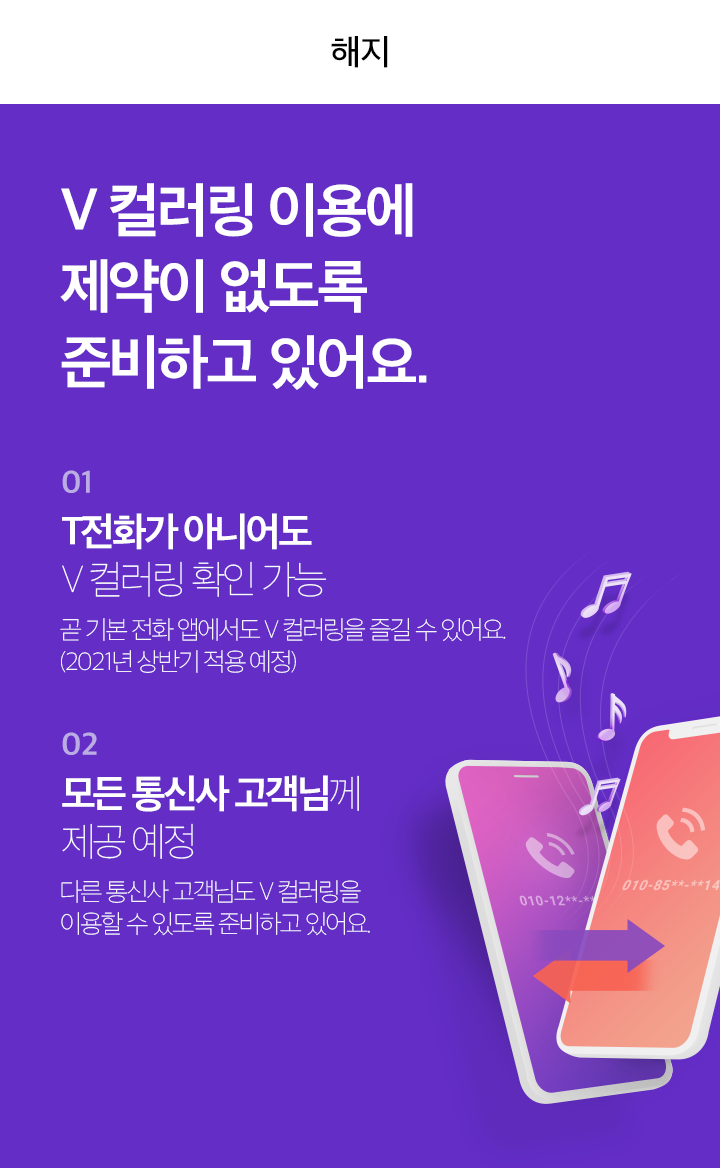 해지
V 컬러링 이용에
제약이 없도록
준비하고 있어요.
01
T전화가 아니어도
V 컬러링 확인 가능
곧 기본 전화 앱에서도 V 컬러링을 즐길 수 있어요.
(2021년 상반기 적용 예정)
02
모든 통신사 고객님께
제공 예정
다른 통신사 고객님도 V 컬러링을
이용할 수 있도록 준비하고 있어요.
010-85**-**14
010-12**-**